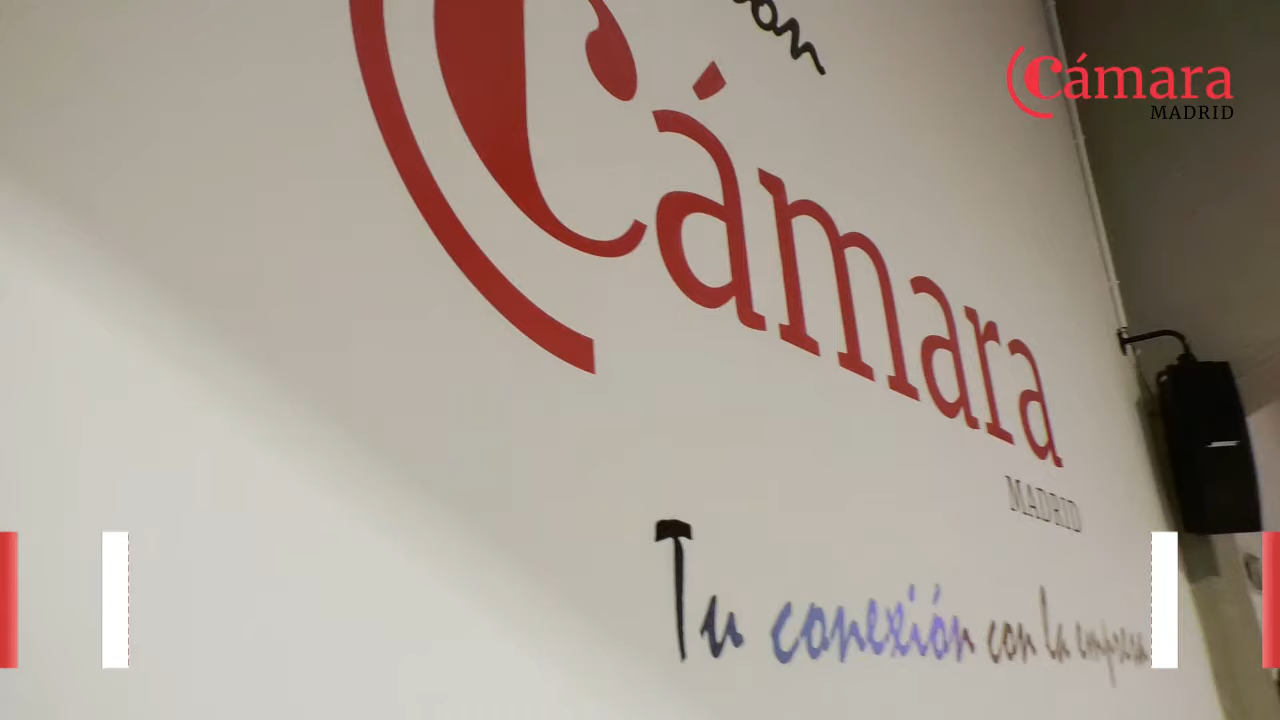 Cámara
MADRID
Cámara
MADRID
Tu conexión con la empresa